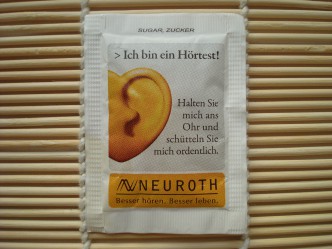 SUGAR, ZUCKER
> Ich bin ein Hörtest!
Halten Sie
mich ans
Ohr und
schütteln Sie
mich ordentlich.
NEUROTH
Besser hören. Besser leben.